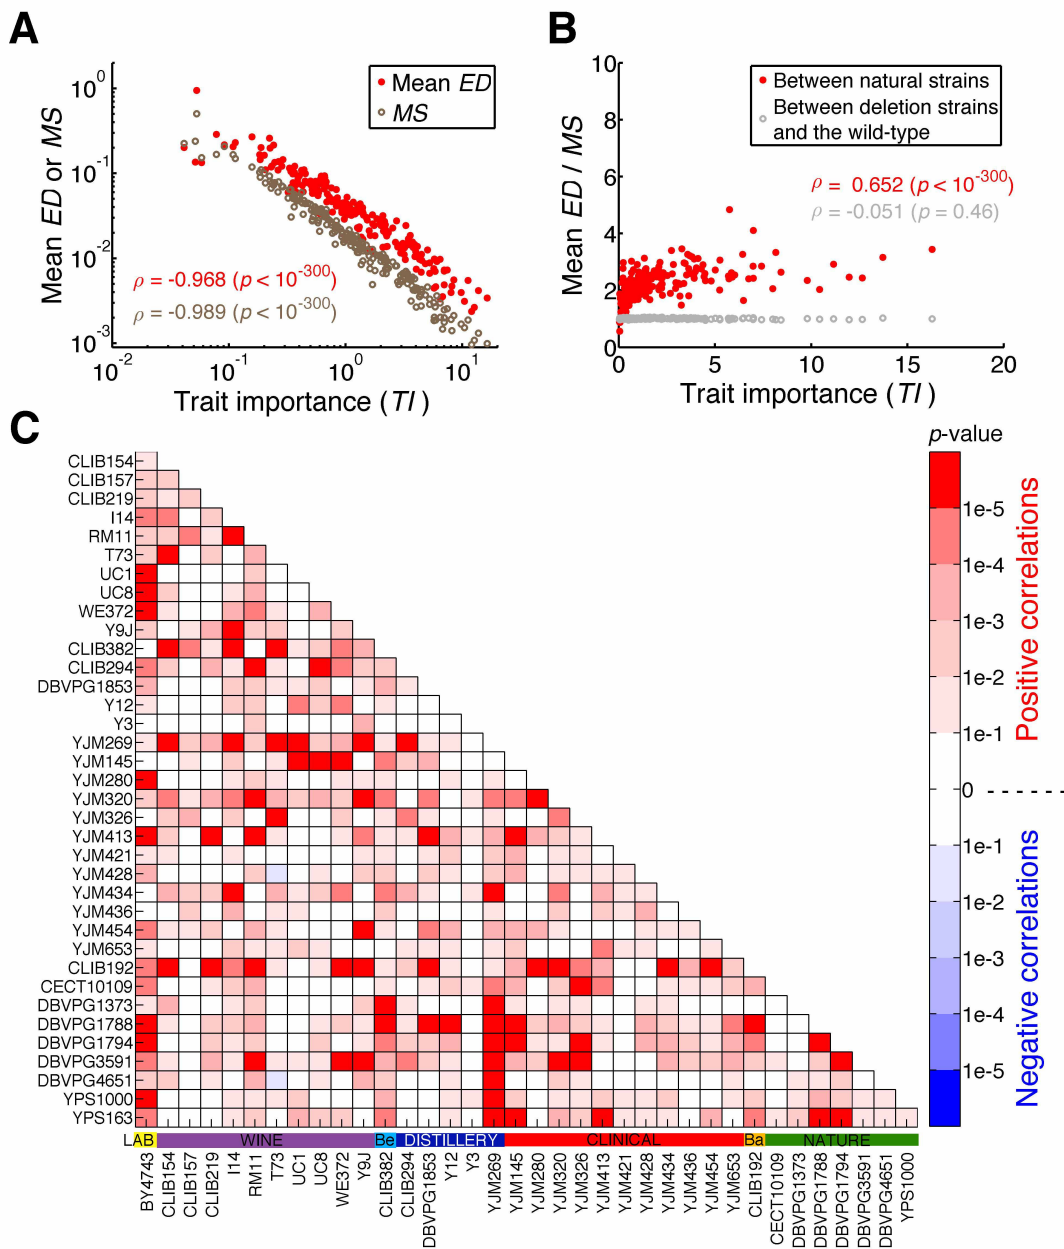 A
10^0
10^-1
10^-2
10^-3
Mean ED or MS
Mean ED
MS
ρ = -0.968 (p < 10^-300)
ρ = -0.989 (p < 10^-300)
10^-2
10^-1
10^0
10^1
Trait importance (TI )
B
10
8
6
4
2
0
Mean ED / MS
Between natural strains
Between deletion strains
and the wild-type
ρ = 0.652 (p < 10^-300)
ρ = -0.051 (p = 0.46)
0
5
10
15
20
Trait importance (TI )
C
CLIB154
CLIB157
CLIB219
I14
RM11
T73
UC1
UC8
WE372
Y9J
CLIB382
CLIB294
DBVPG1853
Y12
Y3
YJM269
YJM145
YJM280
YJM320
YJM326
YJM413
YJM421
YJM428
YJM434
YJM436
YJM454
YJM653
CLIB192
CECT10109
DBVPG1373
DBVPG1788
DBVPG1794
DBVPG3591
DBVPG4651
YPS1000
YPS163
LAB
WINE
Be
DISTILLERY
CLINICAL
Ba
NATURE
BY4743
CLIB154
CLIB157
CLIB219
I14
RM11
T73
UC1
UC8
WE372
Y9J
CLIB382
CLIB294
DBVPG1853
Y12
Y3
YJM269
YJM145
YJM280
YJM320
YJM326
YJM413
YJM421
YJM428
YJM434
YJM436
YJM454
YJM653
CLIB192
CECT10109
DBVPG1373
DBVPG1788
DBVPG1794
DBVPG3591
DBVPG4651
YPS1000
p-value
1e-5
1e-4
1e-3
1e-2
1e-1
0
1e-1
1e-2
1e-3
1e-4
1e-5
Positive correlations
Negative correlations